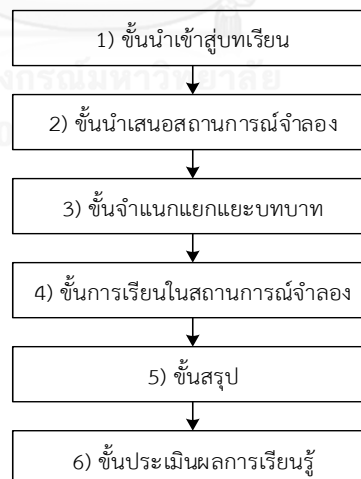 1) ขั้นนำเข้าสู่บทเรียน
2) ขั้นนำเสนอสถานการณ์จำลอง
3) ขั้นจำแนกแยกแยะบทบาท
4) ขั้นการเรียนในสถานการณ์จำลอง
5) ขั้นสรุป
6) ขั้นประเมินผลการเรียนรู้